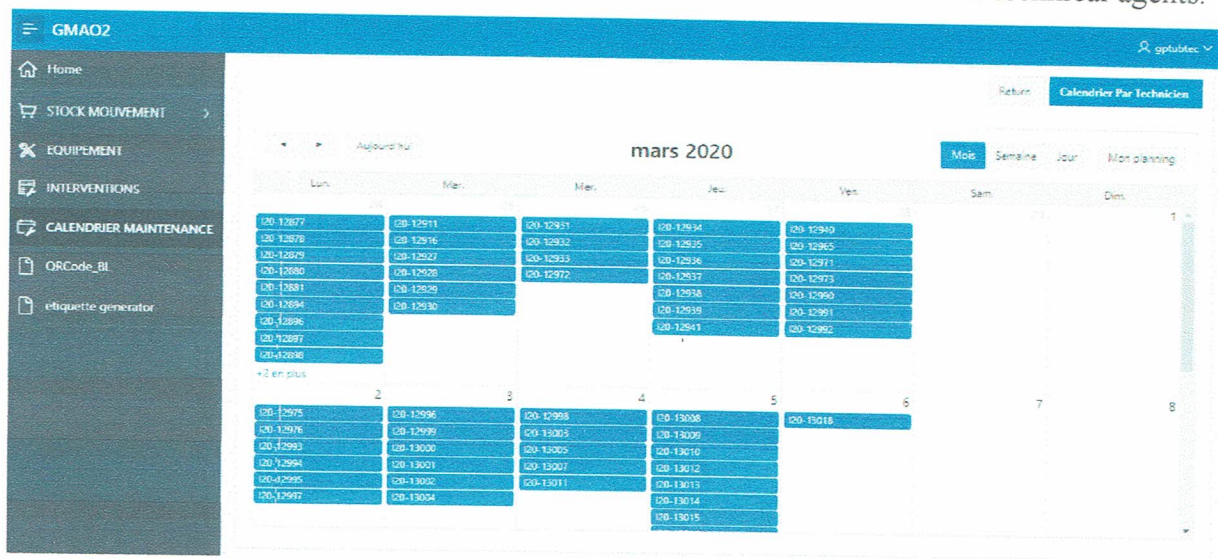 agents.
GMAO2
gptubtec
Home
Return
Calendrier Par Technicien
STOCK MOUVEMENT
EQUIPEMENT
INTERVENTIONS
CALENDRIER MAINTENANCE
QRCode_BL
etiquette generator
Aujourd'hui
mars 2020
Mois Semaine Jour Mon planning
Lun. Mar. Mer. Jeu. Ven. Sam. Dim.
1
I20-12877 I20-12911 I20-12931 I20-12934 I20-12940
I20-12878 I20-12916 I20-12932 I20-12935 I20-12965
I20-12879 I20-12927 I20-12933 I20-12936 I20-12971
I20-12880 I20-12928 I20-12972 I20-12937 I20-12973
I20-12881 I20-12929 I20-12938 I20-12990
I20-12894 I20-12930 I20-12939 I20-12991
I20-12896 I20-12941 I20-12992
I20-12897
I20-12898
+2 en plus
2 3 4 5 6 7 8
I20-12975 I20-12996 I20-12998 I20-13008 I20-13018
I20-12976 I20-12999 I20-13003 I20-13009
I20-12993 I20-13000 I20-13005 I20-13010
I20-12994 I20-13001 I20-13007 I20-13012
I20-12995 I20-13002 I20-13011 I20-13013
I20-12997 I20-13004 I20-13014
I20-13015